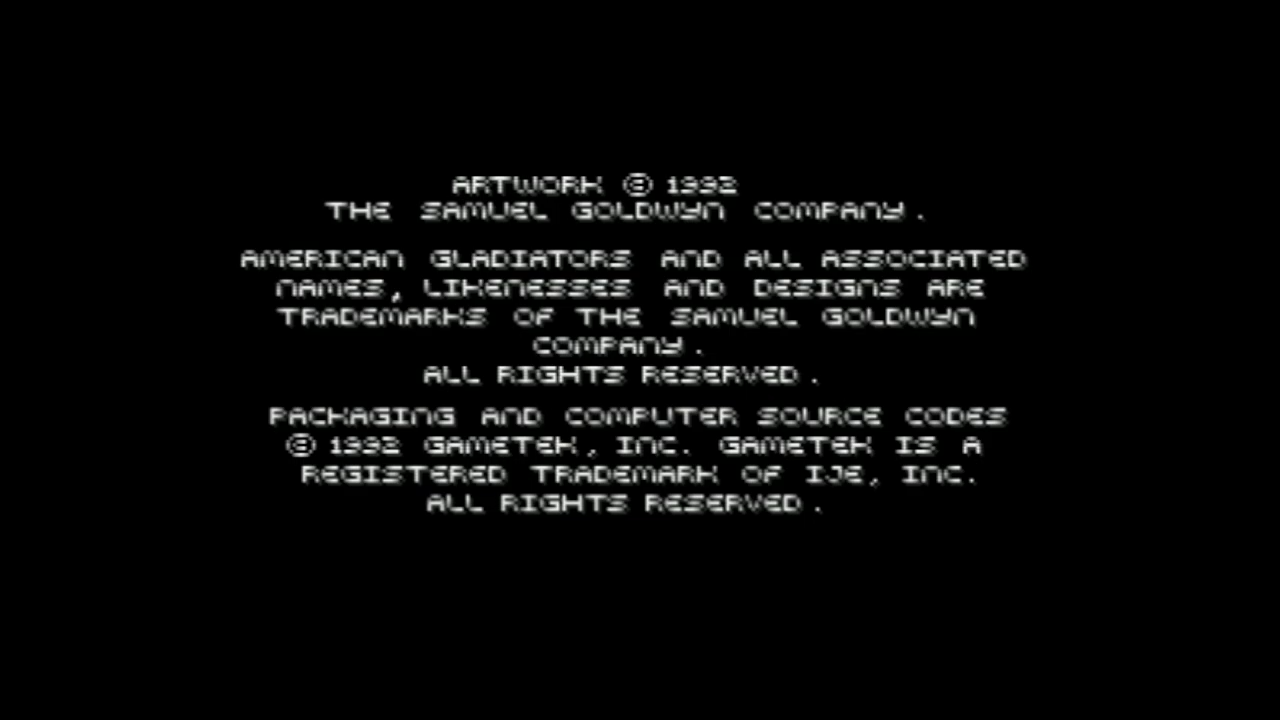 ARTWORK © 1992
THE SAMUEL GOLDWYN COMPANY.
AMERICAN GLADIATORS AND ALL ASSOCIATED
NAMES, LIKENESSES AND DESIGNS ARE
TRADEMARKS OF THE SAMUEL GOLDWYN
COMPANY.
ALL RIGHTS RESERVED.
PACKAGING AND COMPUTER SOURCE CODES
© 1992 GAMETEK, INC. GAMETEK IS A
REGISTERED TRADEMARK OF IJE, INC.
ALL RIGHTS RESERVED.